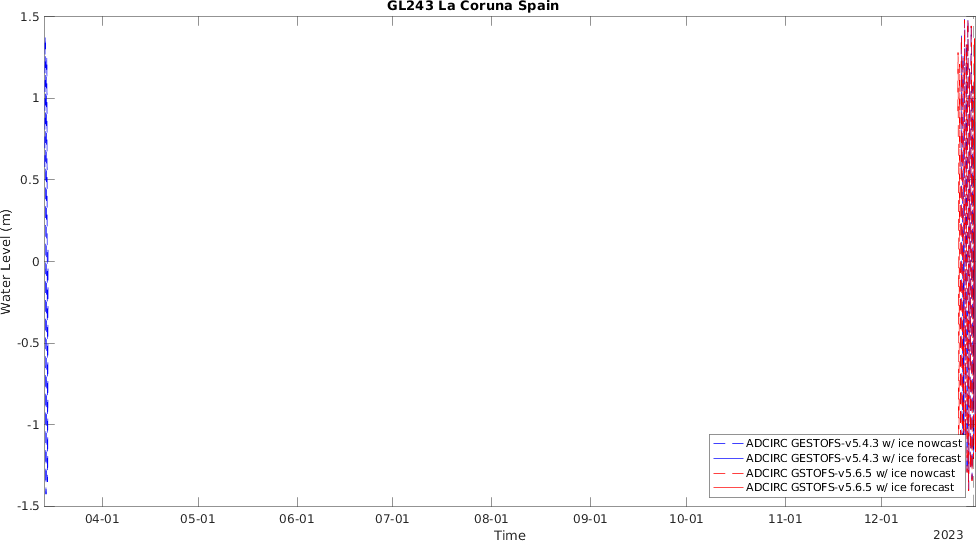 GL243 La Coruna Spain
1.5
1
0.5
0
-0.5
-1
-1.5
Water Level (m)
ADCIRC GESTOFS-v5.4.3 w/ ice nowcast
ADCIRC GESTOFS-v5.4.3 w/ ice forecast
ADCIRC GSTOFS-v5.6.5 w/ ice nowcast
ADCIRC GSTOFS-v5.6.5 w/ ice forecast
04-01 05-01 06-01 07-01 08-01 09-01 10-01 11-01 12-01
Time
2023